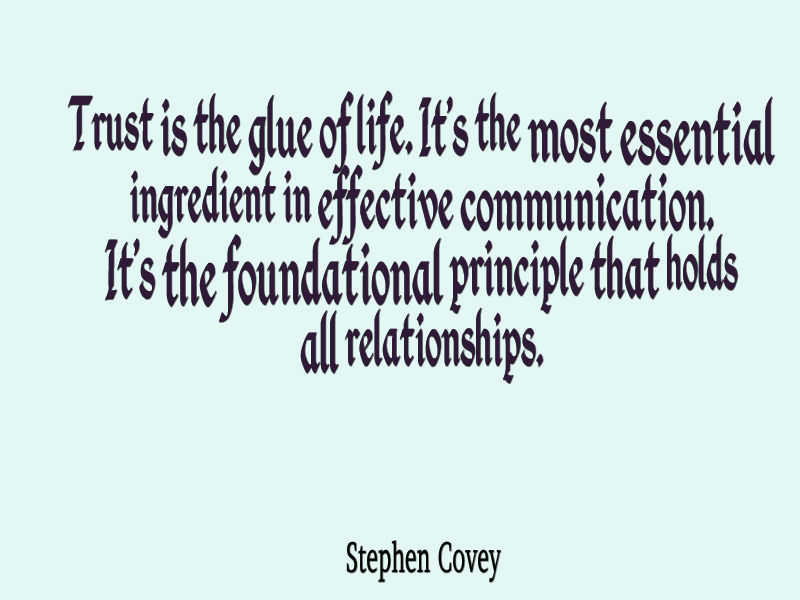 Trust is the glue of life. It's the most essential
ingredient in effective communication.
It's the foundational principle that holds
all relationships.
Stephen Covey